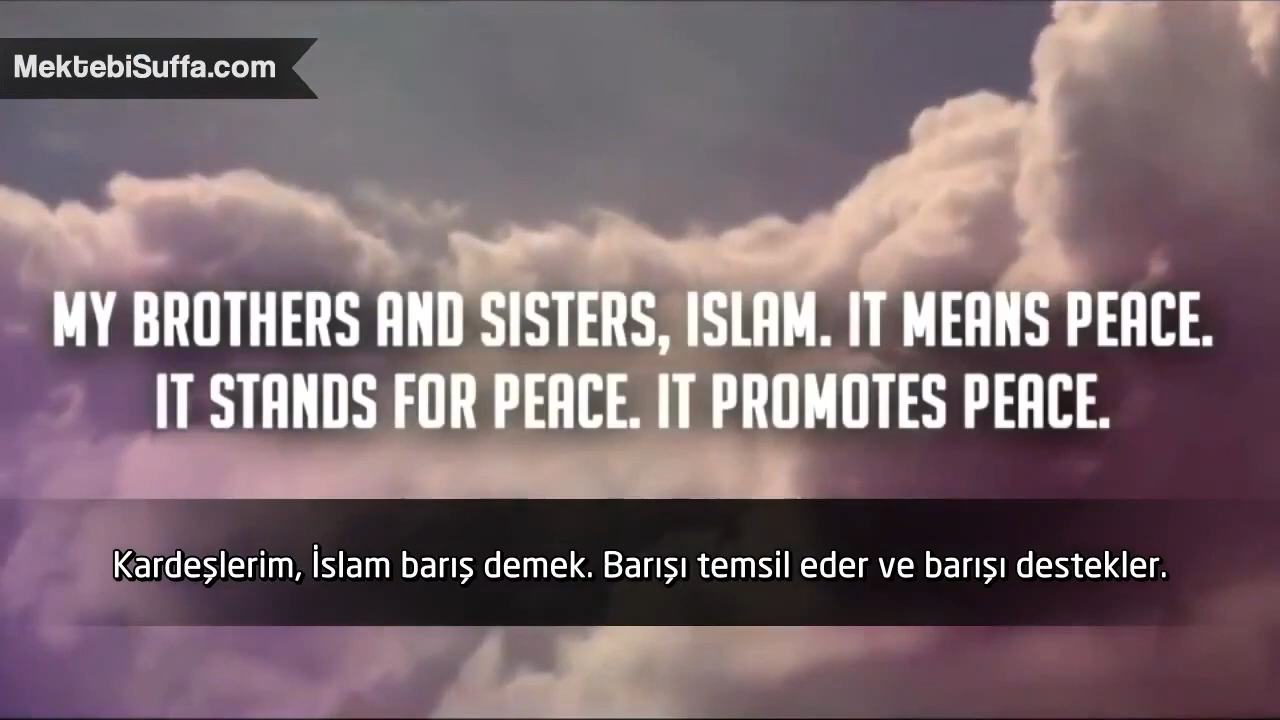 MektebiSuffa.com
MY BROTHERS AND SISTERS, ISLAM. IT MEANS PEACE.
IT STANDS FOR PEACE. IT PROMOTES PEACE.
Kardeşlerim, İslam barış demek. Barışı temsil eder ve barışı destekler.